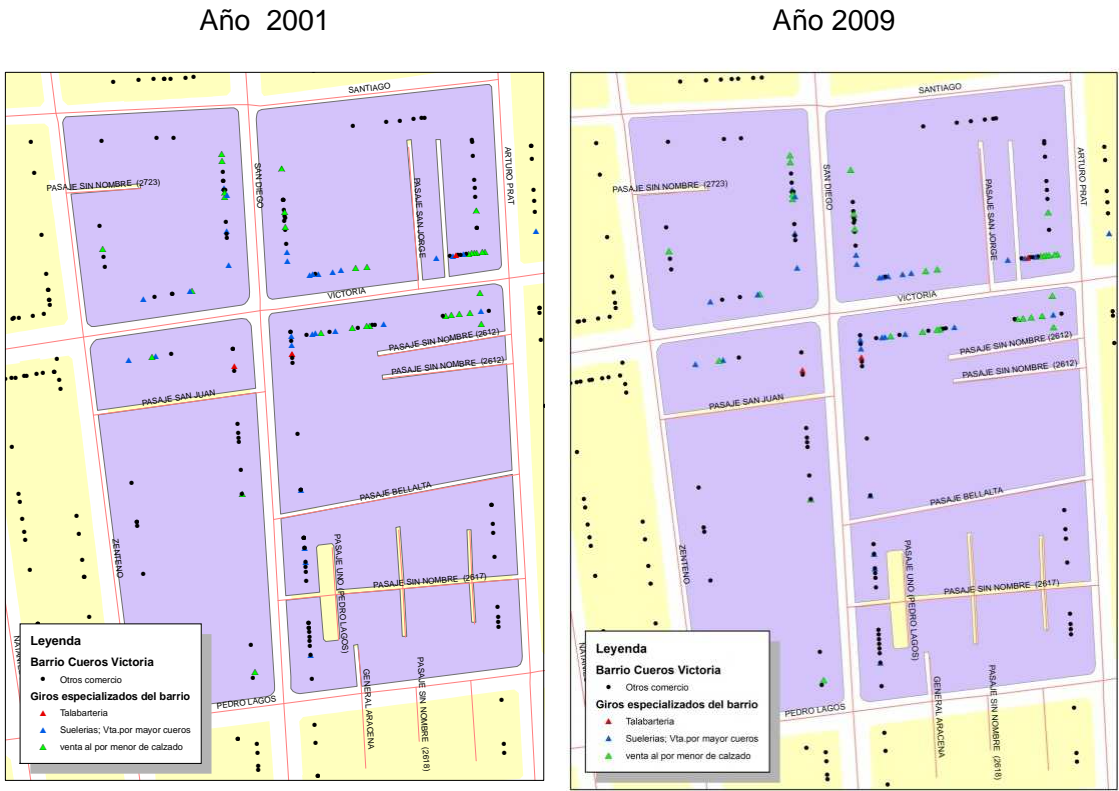 Año 2001
SANTIAGO
SAN DIEGO
PASAJE SIN NOMBRE (2723)
PASAJE SAN JORGE
ARTURO PRAT
VICTORIA
PASAJE SIN NOMBRE (2612)
PASAJE SIN NOMBRE (2612)
PASAJE SAN JUAN
PASAJE BELLALTA
ZENTENO
PASAJE UNO (PEDRO LAGOS)
PASAJE SIN NOMBRE (2617)
PEDRO LAGOS
GENERAL ARACENA
PASAJE SIN NOMBRE (2618)
Leyenda
Barrio Cueros Victoria
Otros comercio
Giros especializados del barrio
Talabarteria
Suelerias; Vta.por mayor cueros
venta al por menor de calzado
Año 2009
SANTIAGO
SAN DIEGO
PASAJE SIN NOMBRE (2723)
PASAJE SAN JORGE
ARTURO PRAT
VICTORIA
PASAJE SIN NOMBRE (2612)
PASAJE SIN NOMBRE (2612)
PASAJE SAN JUAN
PASAJE BELLALTA
ZENTENO
PASAJE UNO (PEDRO LAGOS)
PASAJE SIN NOMBRE (2617)
PEDRO LAGOS
GENERAL ARACENA
PASAJE SIN NOMBRE (2618)
Leyenda
Barrio Cueros Victoria
Otros comercio
Giros especializados del barrio
Talabarteria
Suelerias; Vta.por mayor cueros
venta al por menor de calzado